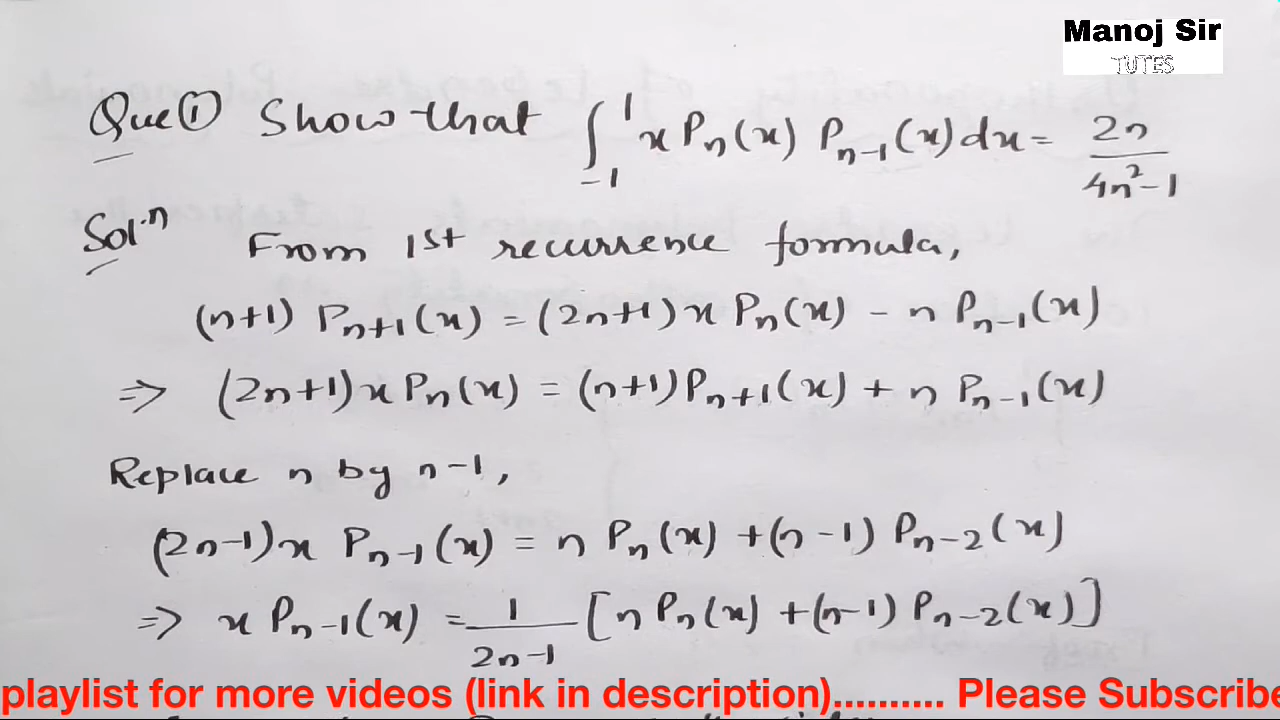 Manoj Sir
TUTES
Que① Show that ∫₋₁¹ x Pₙ(x) Pₙ₋₁(x) dx = 2n / (4n² - 1)
Solⁿ From 1st recurrence formula,
(n+1) Pₙ₊₁(x) = (2n+1) x Pₙ(x) - n Pₙ₋₁(x)
⇒ (2n+1) x Pₙ(x) = (n+1) Pₙ₊₁(x) + n Pₙ₋₁(x)
Replace n by n-1,
(2n-1) x Pₙ₋₁(x) = n Pₙ(x) + (n-1) Pₙ₋₂(x)
⇒ x Pₙ₋₁(x) = 1 / (2n-1) [n Pₙ(x) + (n-1) Pₙ₋₂(x)]
playlist for more videos (link in description).......... Please Subscribe